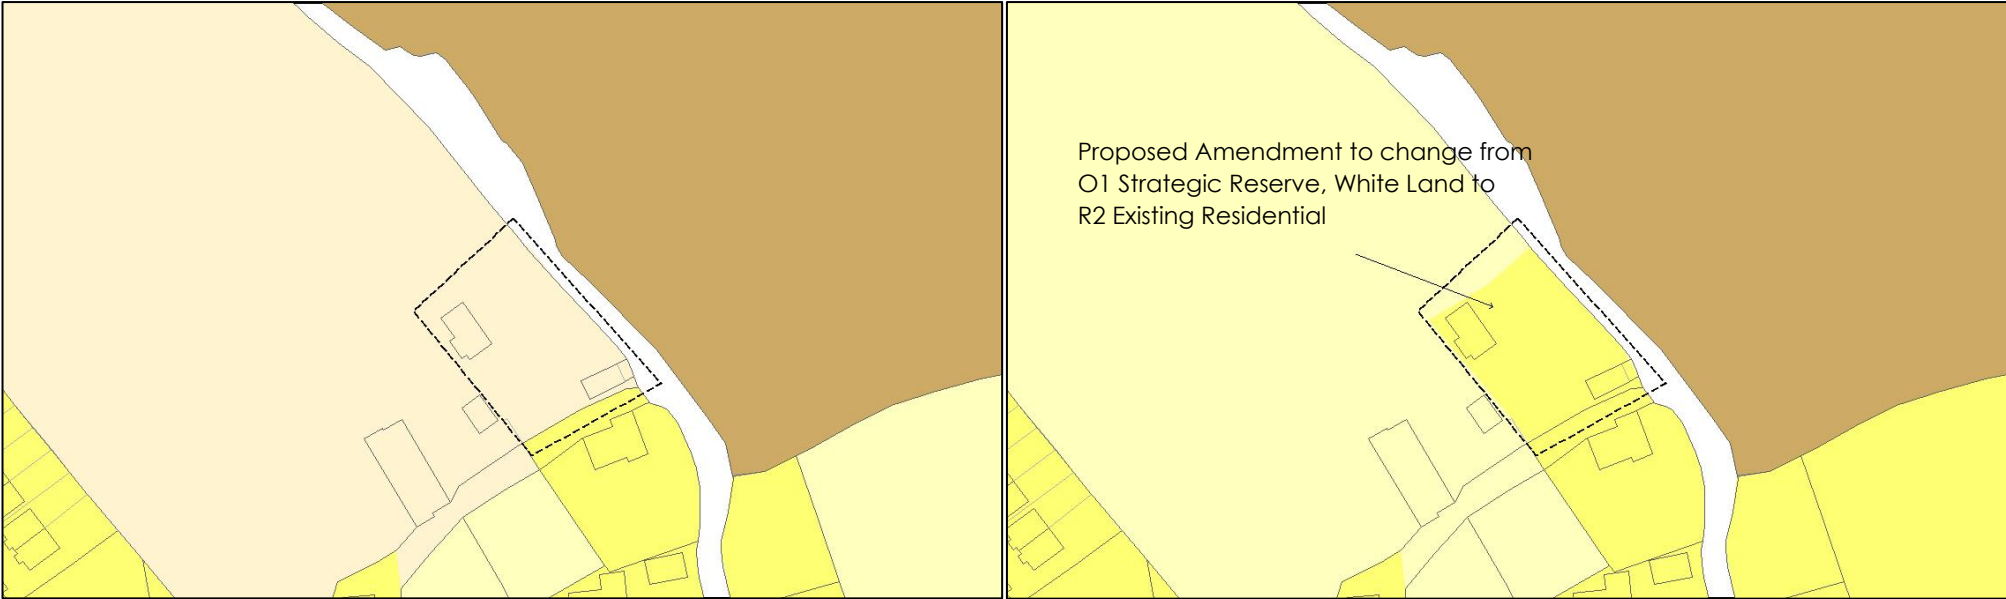 Proposed Amendment to change from
O1 Strategic Reserve, White Land to
R2 Existing Residential